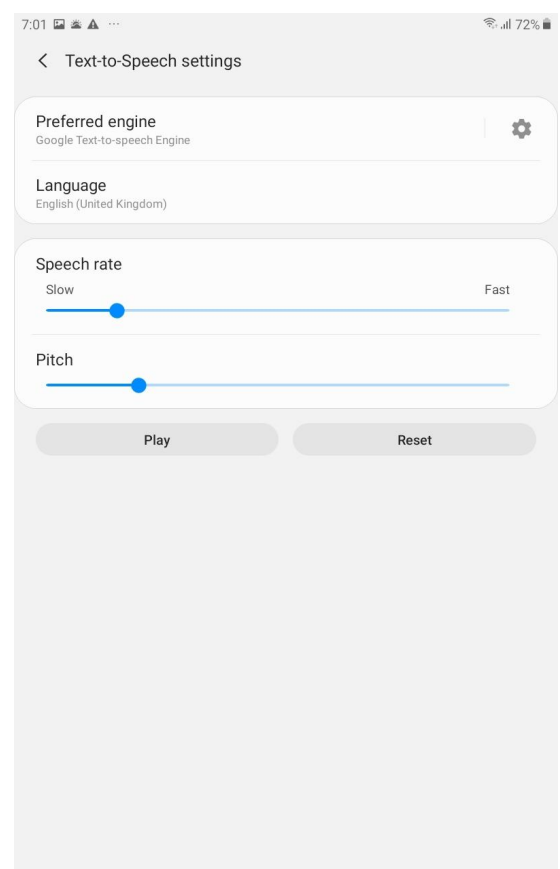 7:01 72%
Text-to-Speech settings
Preferred engine
Google Text-to-speech Engine
Language
English (United Kingdom)
Speech rate
Slow Fast
Pitch
Play Reset